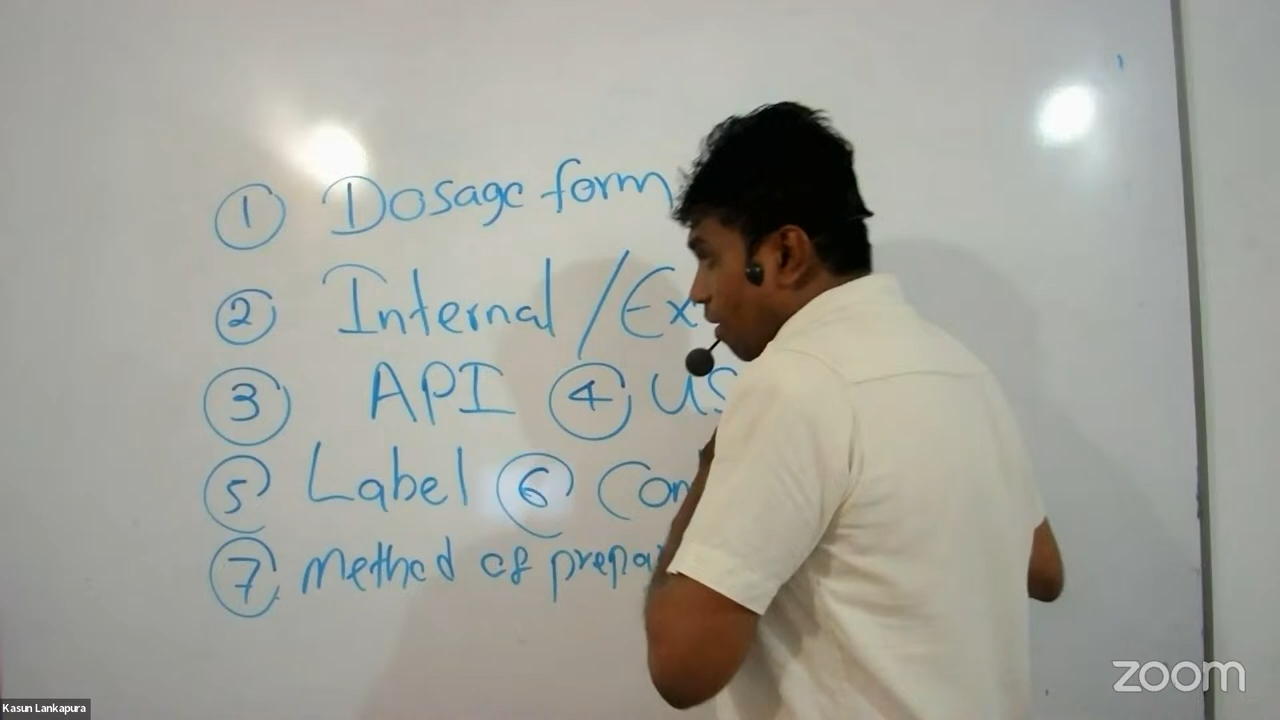 ① Dosage form
② Internal / Ex
③ API ④ US
⑤ Label ⑥ Con
⑦ Method of prepa
zoom
Kasun Lankapura